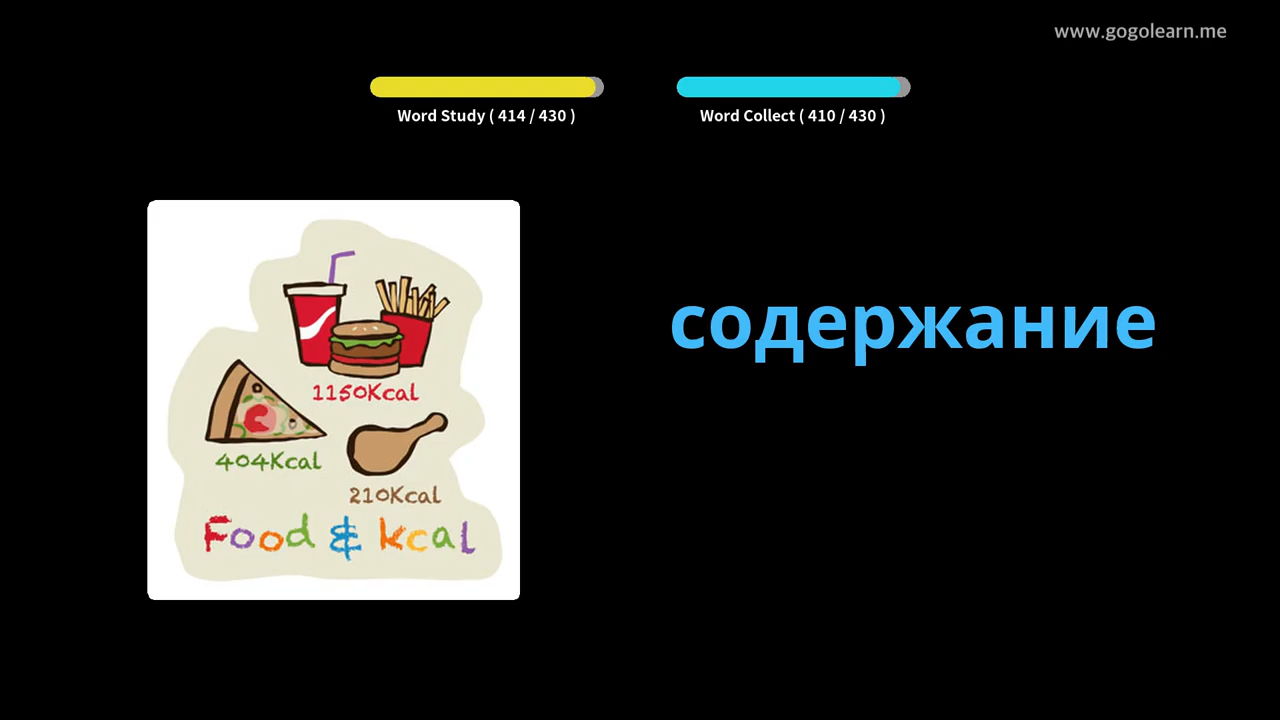 www.gogolearn.me
Word Study ( 414 / 430 )
Word Collect ( 410 / 430 )
содержание
1150Kcal
404Kcal
210Kcal
Food & kcal